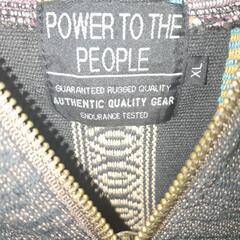 POWER TO THE
PEOPLE
GUARANTEED RUGGED QUALITY
AUTHENTIC QUALITY GEAR
ENDURANCE TESTED
XL